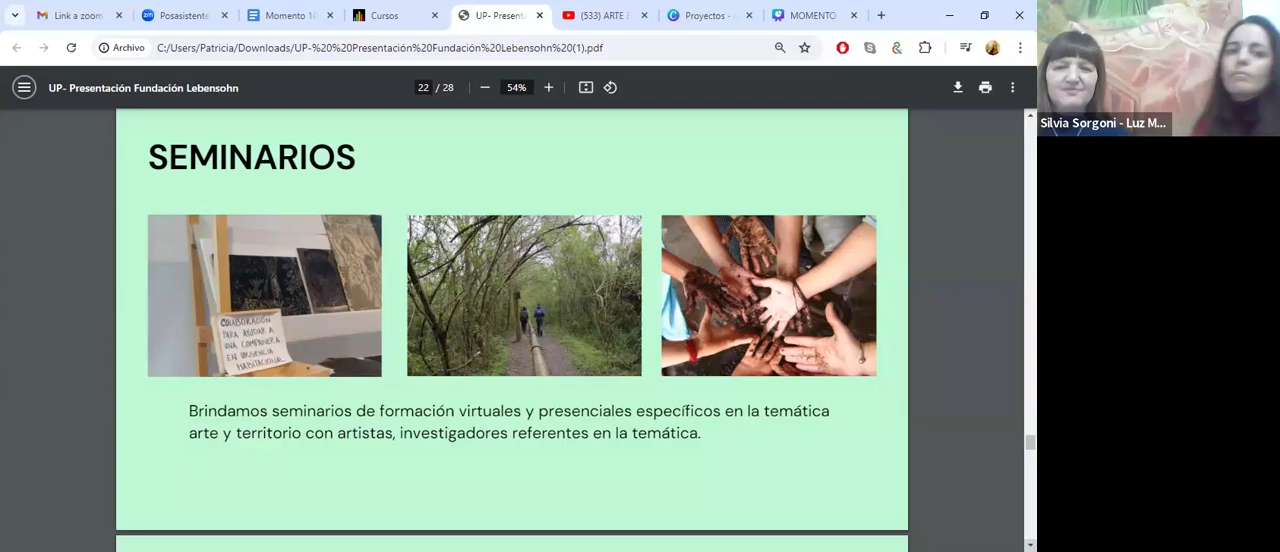 Link a zoom
Posasistente
Momento 1
Cursos
UP- Presenta
(533) ARTE E
Proyectos -
MOMENTO
Archivo
C:/Users/Patricia/Downloads/UP-%20%20Presentación%20Fundación%20Lebensohn%20(1).pdf
UP- Presentación Fundación Lebensohn
22 / 28
54%
Silvia Sorgoni - Luz M...
SEMINARIOS
COLABORACIÓN
PARA AYUDAR A
UNA COMPAÑERA
EN URGENCIA
HABITACIONAL
Brindamos seminarios de formación virtuales y presenciales específicos en la temática
arte y territorio con artistas, investigadores referentes en la temática.